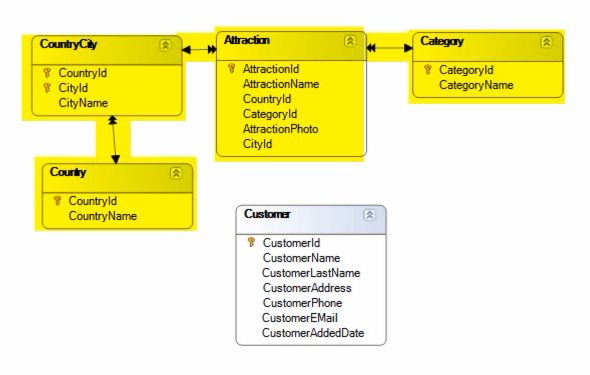 CountryCity
CountryId
CityId
CityName
Attraction
AttractionId
AttractionName
CountryId
CategoryId
AttractionPhoto
CityId
Category
CategoryId
CategoryName
Country
CountryId
CountryName
Customer
CustomerId
CustomerName
CustomerLastName
CustomerAddress
CustomerPhone
CustomerEMail
CustomerAddedDate